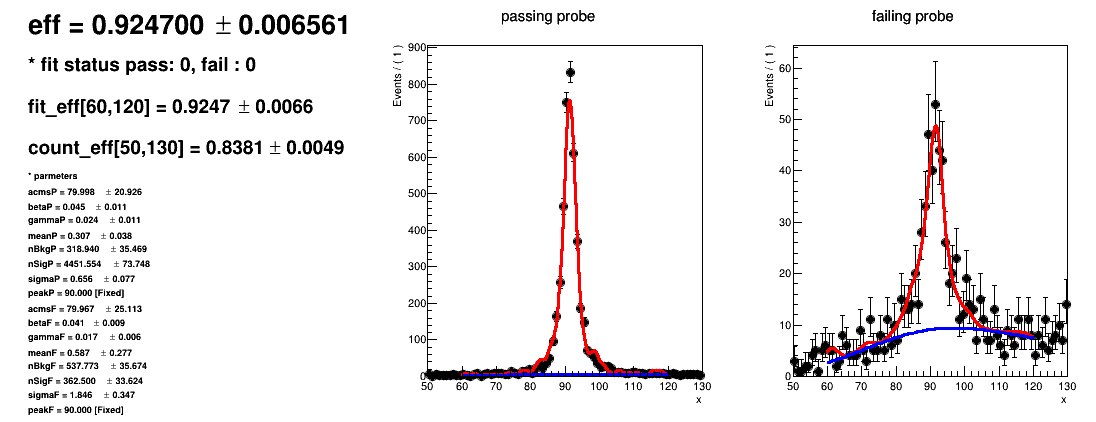 eff = 0.924700 ± 0.006561
* fit status pass: 0, fail : 0
fit_eff[60,120] = 0.9247 ± 0.0066
count_eff[50,130] = 0.8381 ± 0.0049
* parmeters
acmsP = 79.998 ± 20.926
betaP = 0.045 ± 0.011
gammaP = 0.024 ± 0.011
meanP = 0.307 ± 0.038
nBkgP = 318.940 ± 35.469
nSigP = 4451.554 ± 73.748
sigmaP = 0.656 ± 0.077
peakP = 90.000 [Fixed]
acmsF = 79.967 ± 25.113
betaF = 0.041 ± 0.009
gammaF = 0.017 ± 0.006
meanF = 0.587 ± 0.277
nBkgF = 537.773 ± 35.674
nSigF = 362.500 ± 33.624
sigmaF = 1.846 ± 0.347
peakF = 90.000 [Fixed]
passing probe
Events / ( 1 )
900
800
700
600
500
400
300
200
100
0
50 60 70 80 90 100 110 120 130
x
failing probe
Events / ( 1 )
60
50
40
30
20
10
0
50 60 70 80 90 100 110 120 130
x